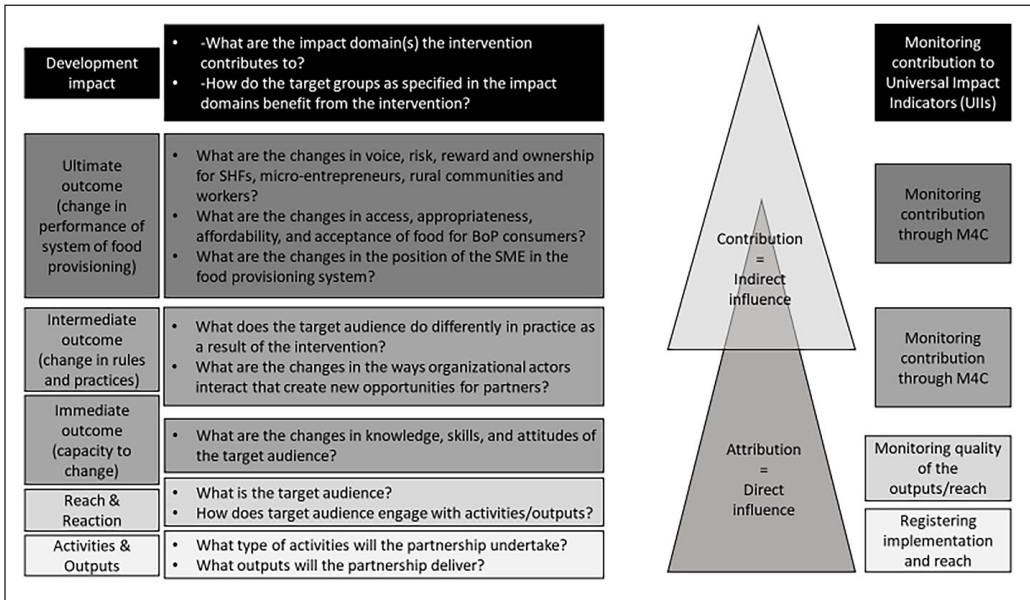 Development
impact
• -What are the impact domain(s) the intervention
contributes to?
• -How do the target groups as specified in the impact
domains benefit from the intervention?
Monitoring
contribution to
Universal Impact
Indicators (UIIs)
Ultimate
outcome
(change in
performance of
system of food
provisioning)
• What are the changes in voice, risk, reward and ownership
for SHFs, micro-entrepreneurs, rural communities and
workers?
• What are the changes in access, appropriateness,
affordability, and acceptance of food for BoP consumers?
• What are the changes in the position of the SME in the
food provisioning system?
Contribution
=
Indirect
influence
Monitoring
contribution
through M4C
Intermediate
outcome
(change in rules
and practices)
• What does the target audience do differently in practice as
a result of the intervention?
• What are the changes in the ways organizational actors
interact that create new opportunities for partners?
Monitoring
contribution
through M4C
Immediate
outcome
(capacity to
change)
• What are the changes in knowledge, skills, and attitudes of
the target audience?
Attribution
=
Direct
influence
Monitoring quality
of the
outputs/reach
Reach &
Reaction
• What is the target audience?
• How does target audience engage with activities/outputs?
Activities &
Outputs
• What type of activities will the partnership undertake?
• What outputs will the partnership deliver?
Registering
implementation
and reach